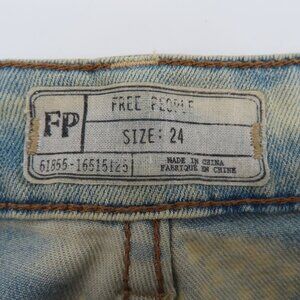 FP
FREE PEOPLE
SIZE: 24
61855-16515125
MADE IN CHINA
FABRIQUE EN CHINE